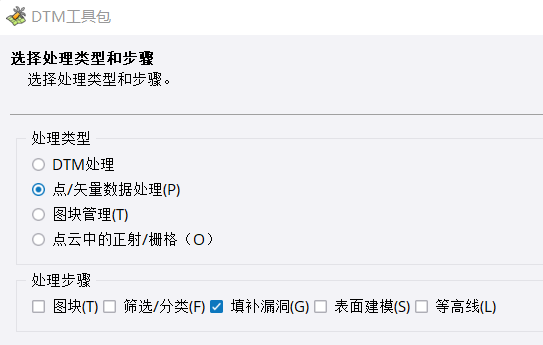 DTM工具包
选择处理类型和步骤
选择处理类型和步骤。
处理类型
DTM处理
点/矢量数据处理(P)
图块管理(T)
点云中的正射/栅格（O）
处理步骤
图块(T) 筛选/分类(F) 填补漏洞(G) 表面建模(S) 等高线(L)